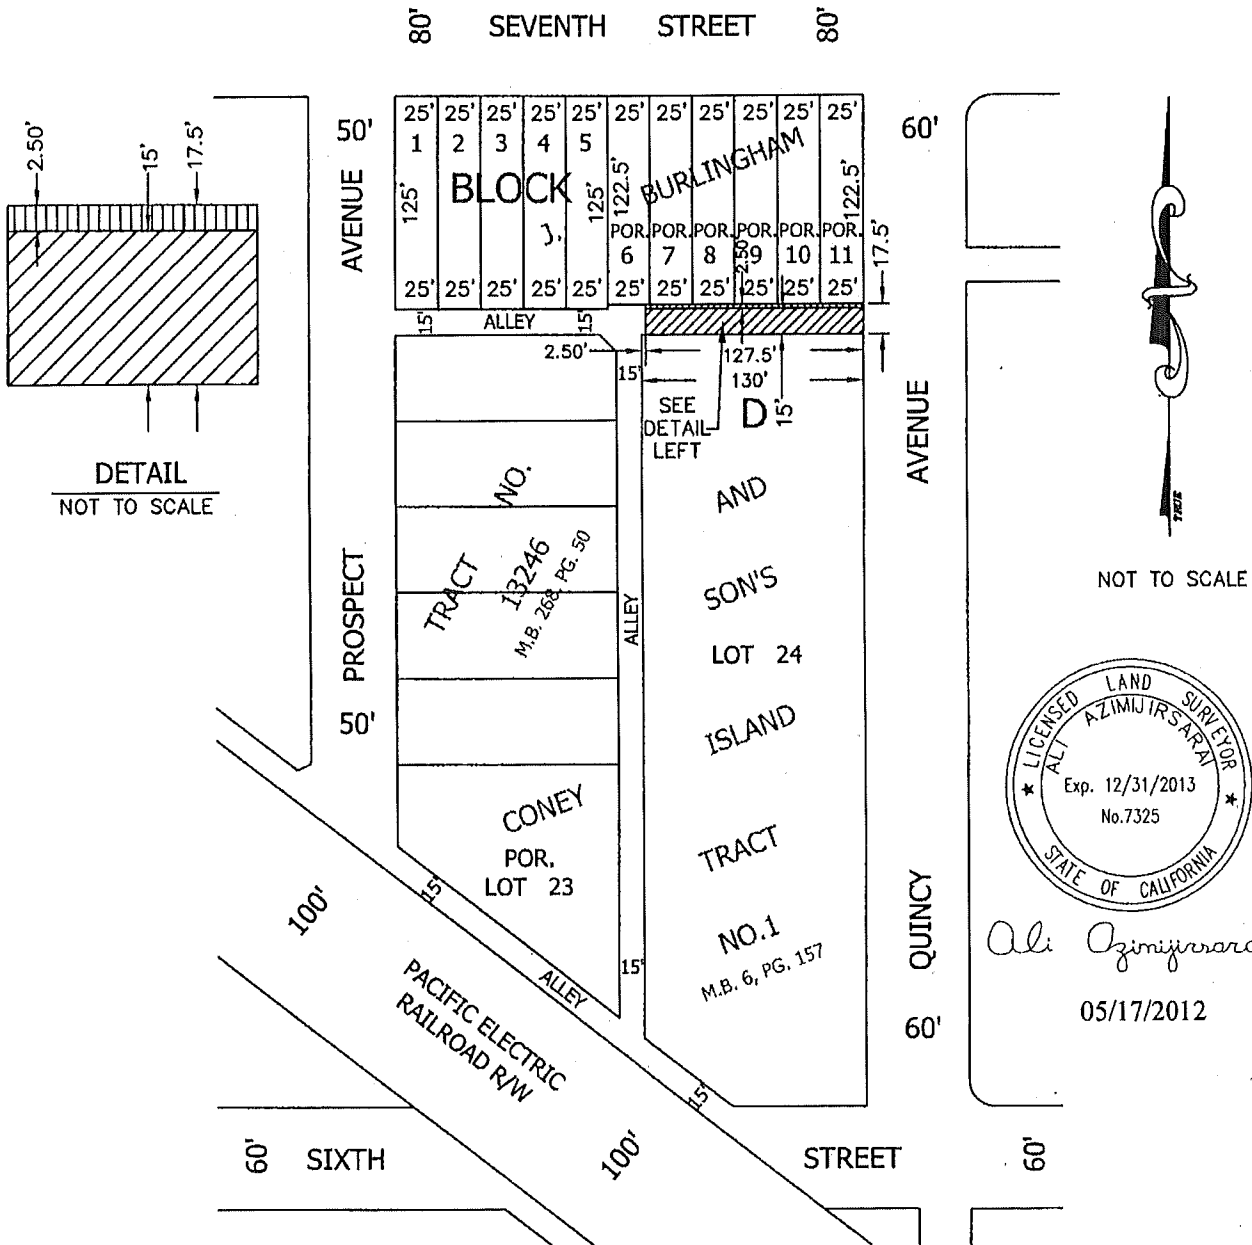 80' SEVENTH STREET 80'
50' 25' 25' 25' 25' 25' 25' 25' 25' 25' 25' 25' 60'
1 2 3 4 5
BLOCK
J.
BURLINGHAM
125' 125' 122.5' 122.5'
POR. POR. POR. POR. POR. POR.
6 7 8 9 10 11
2.50'
25' 25' 25' 25' 25' 25' 25' 25' 25' 25' 25'
17.5'
AVENUE
2.50' 15' 17.5'
DETAIL
NOT TO SCALE
15' ALLEY 15'
2.50' 127.5'
15' 130'
SEE
DETAIL
LEFT
D
15'
AVENUE
TRUE
NOT TO SCALE
PROSPECT
50'
TRACT NO.
13246
M.B. 268, PG. 50
ALLEY
AND
SON'S
LOT 24
ISLAND
TRACT
NO.1
M.B. 6, PG. 157
CONEY
POR.
LOT 23
15'
15'
QUINCY
60'
LICENSED LAND SURVEYOR
ALI AZIMIJIRSARAI
Exp. 12/31/2013
No.7325
STATE OF CALIFORNIA
Ali Azimijirsara
05/17/2012
100'
PACIFIC ELECTRIC
RAILROAD R/W
ALLEY
15'
60' SIXTH 100' STREET 60'